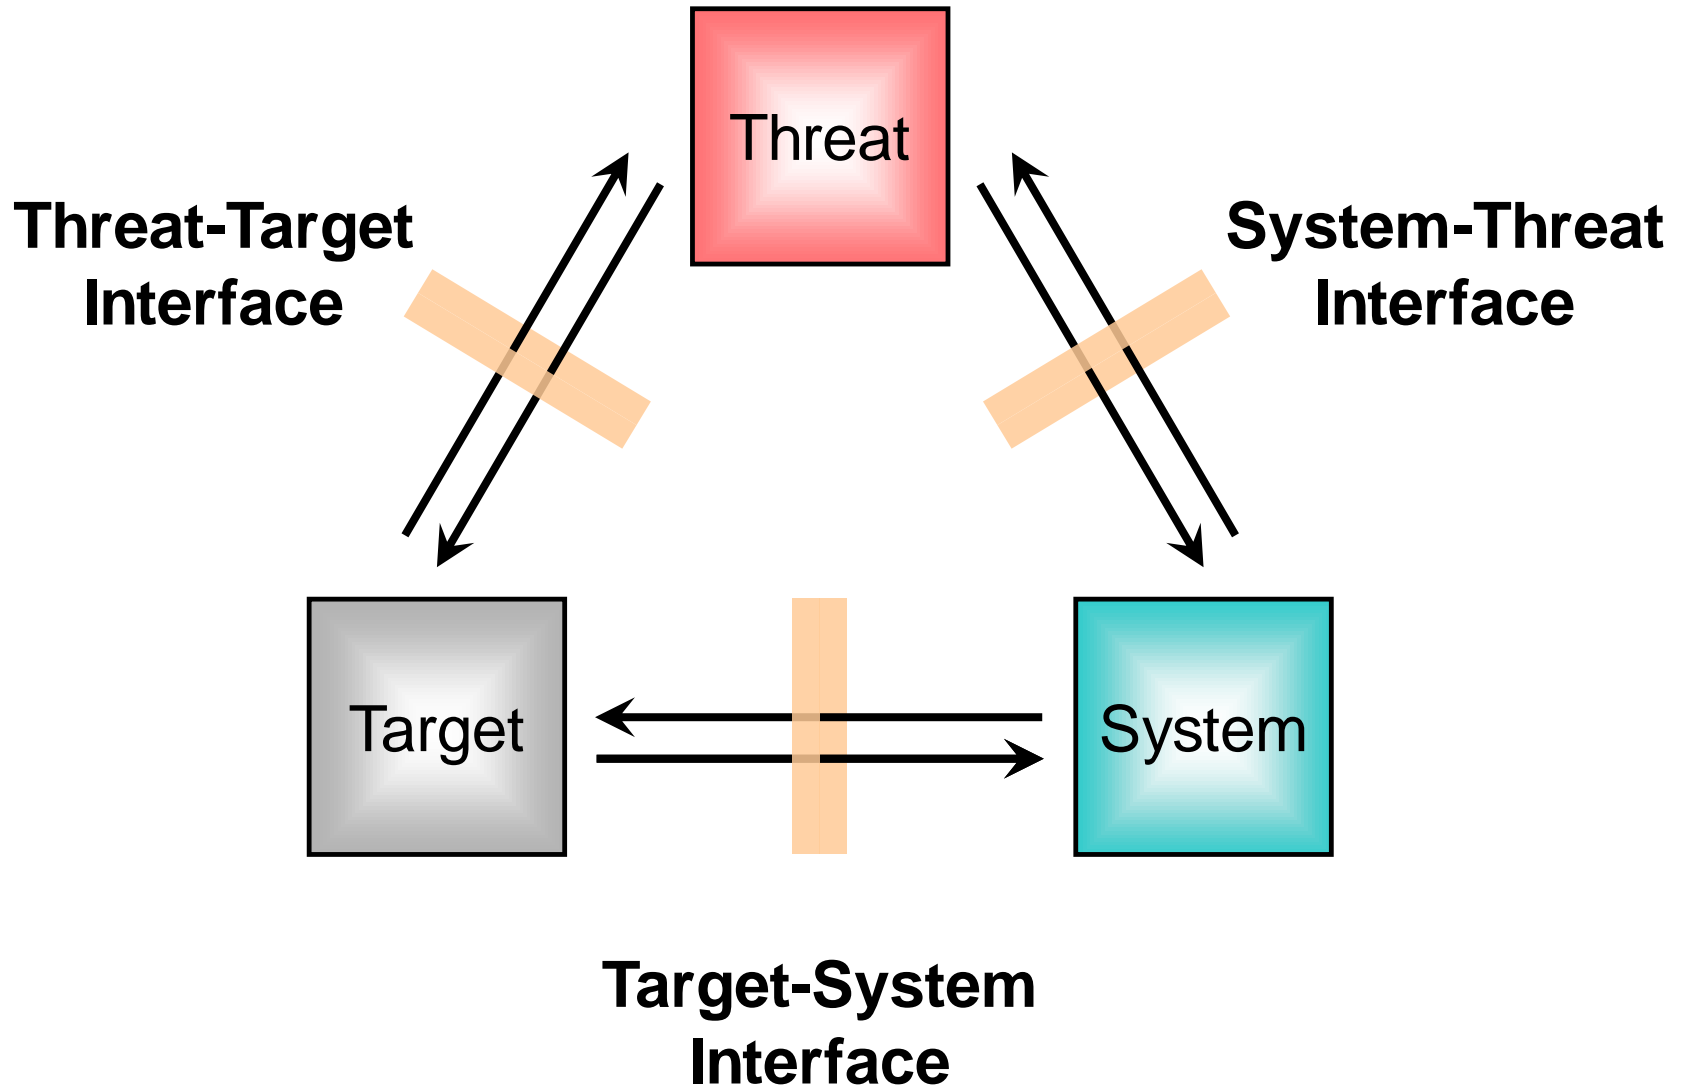 Threat
Threat-Target
Interface
System-Threat
Interface
Target
System
Target-System
Interface